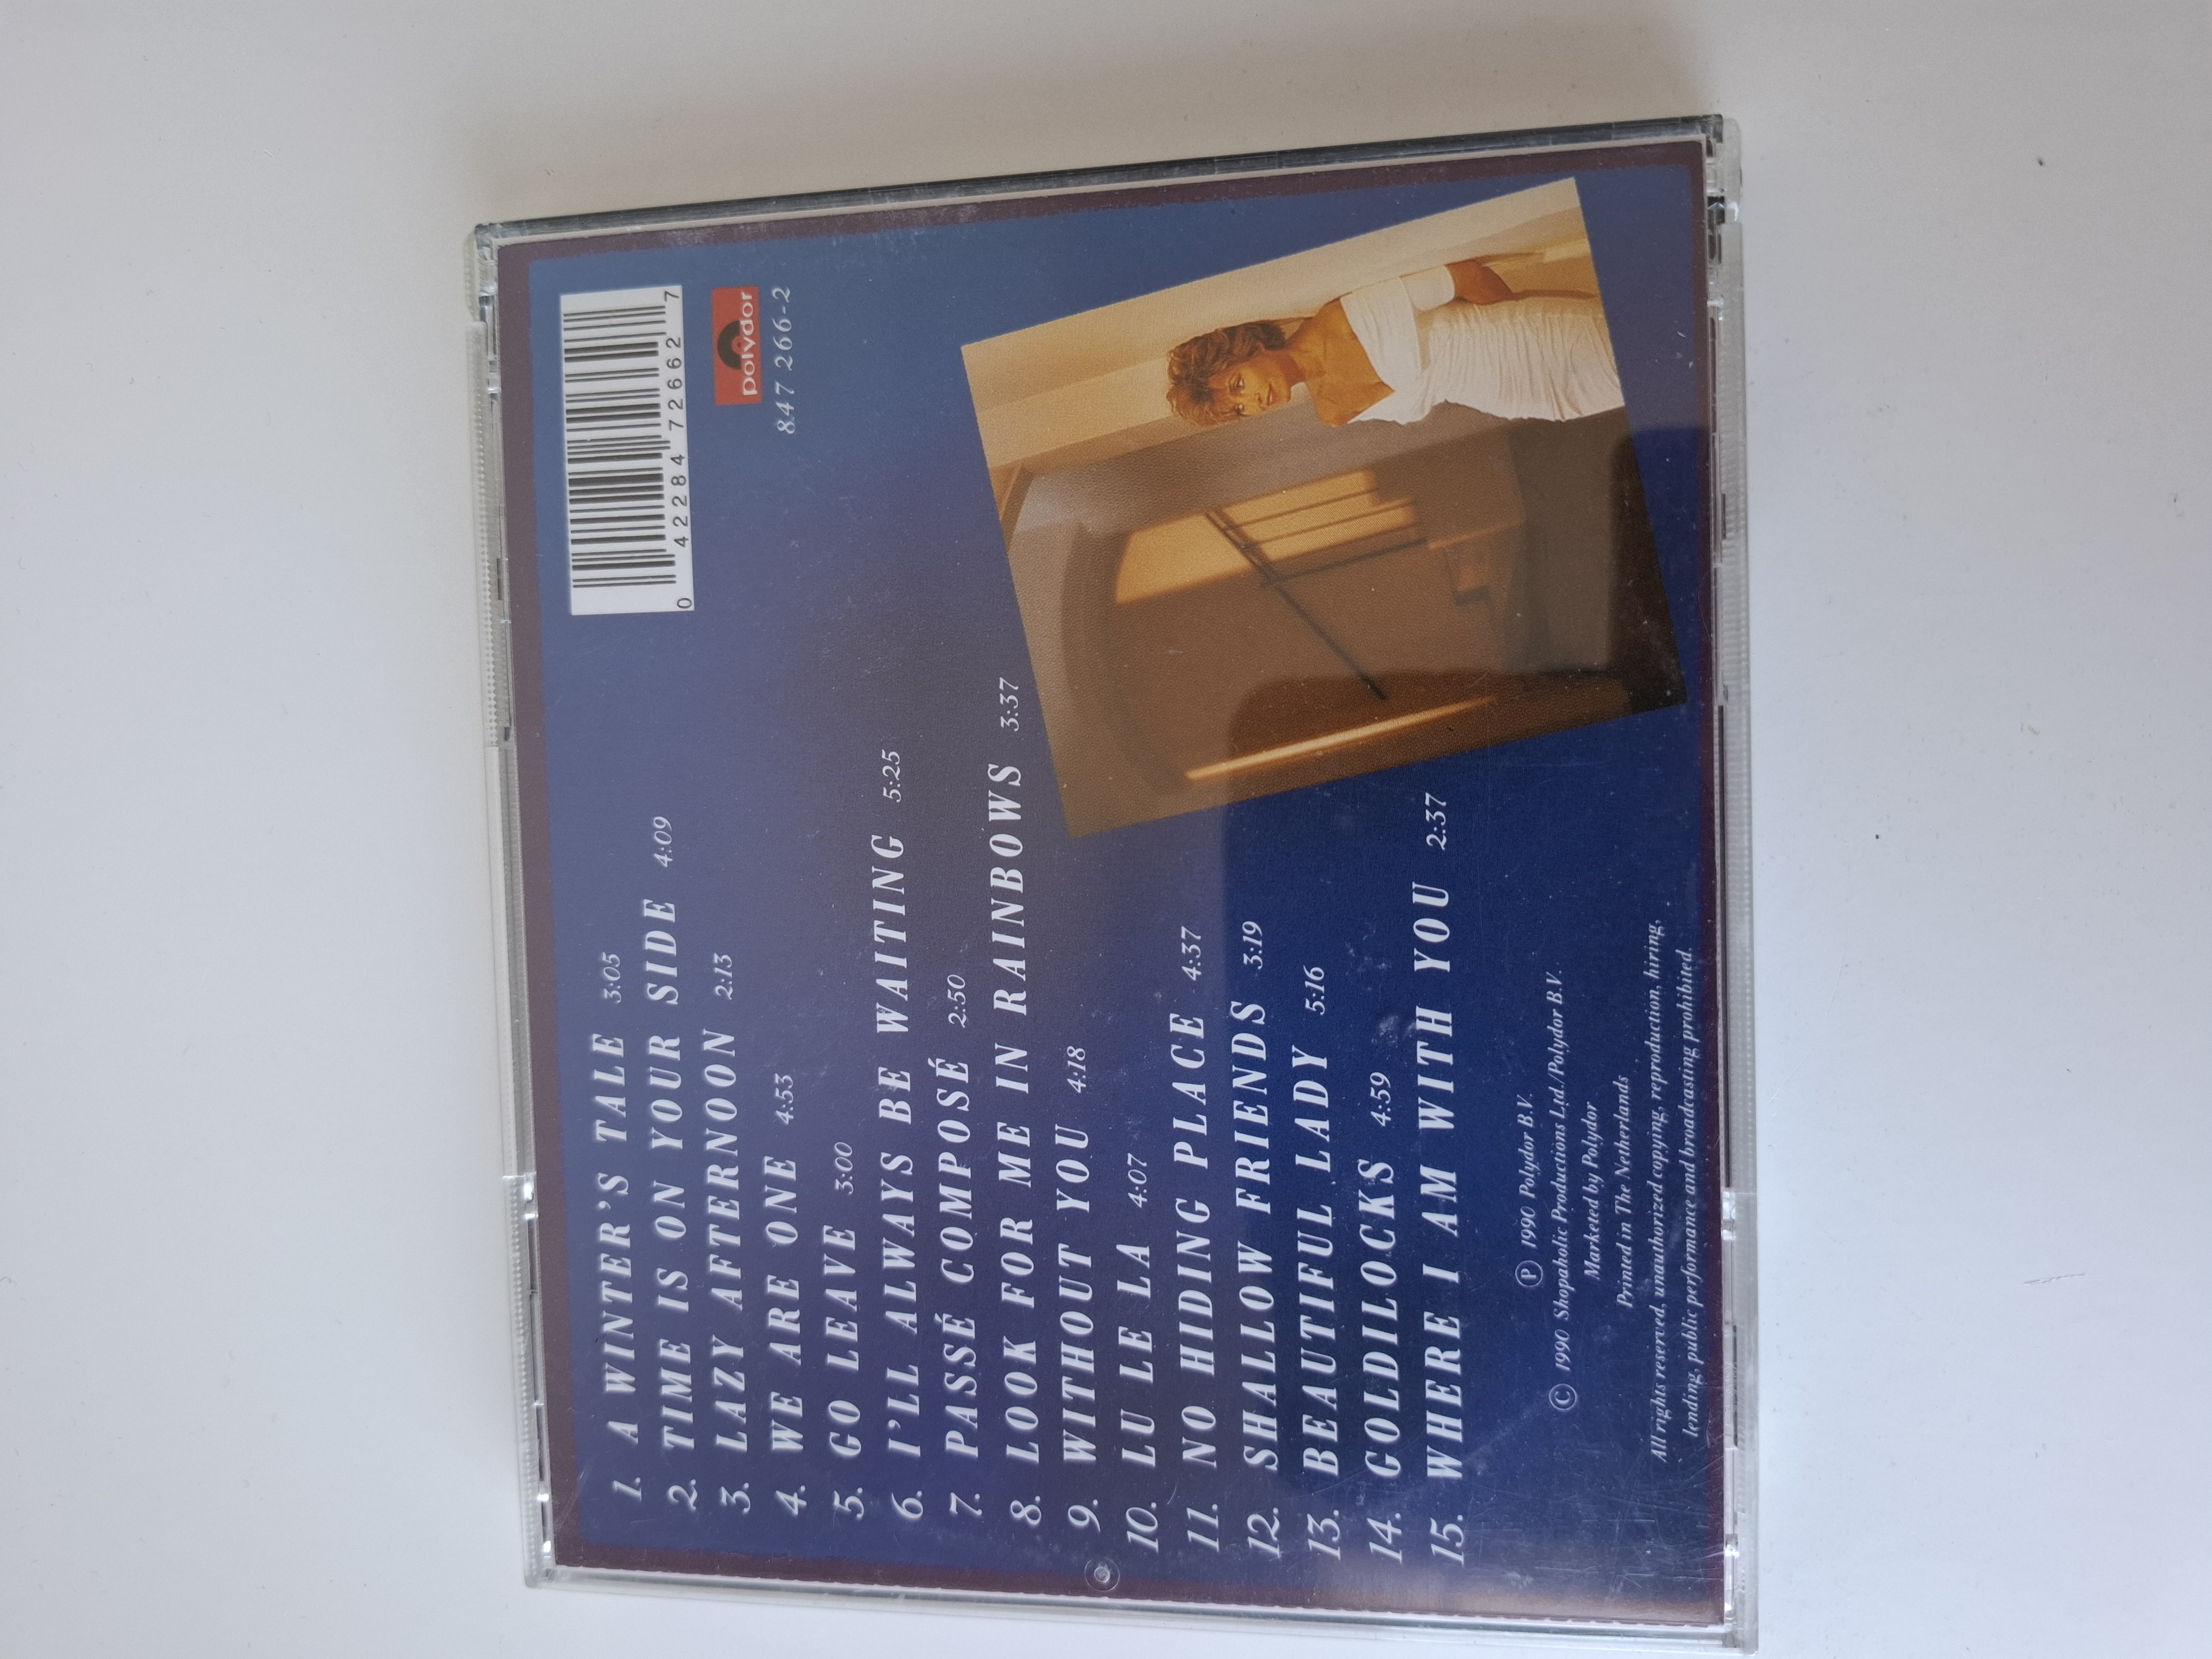 1. A WINTER'S TALE 3:05
2. TIME IS ON YOUR SIDE 4:09
3. LAZY AFTERNOON 2:13
4. WE ARE ONE 4:53
5. GO LEAVE 3:00
6. I'LL ALWAYS BE WAITING 5:25
7. PASSÉ COMPOSÉ 2:50
8. LOOK FOR ME IN RAINBOWS 3:37
9. WITHOUT YOU 4:18
10. LU LE LA 4:07
11. NO HIDING PLACE 4:37
12. SHALLOW FRIENDS 3:19
13. BEAUTIFUL LADY 5:16
14. GOLDILOCKS 4:59
15. WHERE I AM WITH YOU 2:37
0 42284 72662 7
polydor
847 266-2
Ⓟ 1990 Polydor B.V.
© 1990 Shopaholic Productions Ltd./Polydor B.V.
Marketed by Polydor
Printed in The Netherlands
All rights reserved, unauthorized copying, reproduction, hiring,
lending, public performance and broadcasting prohibited.